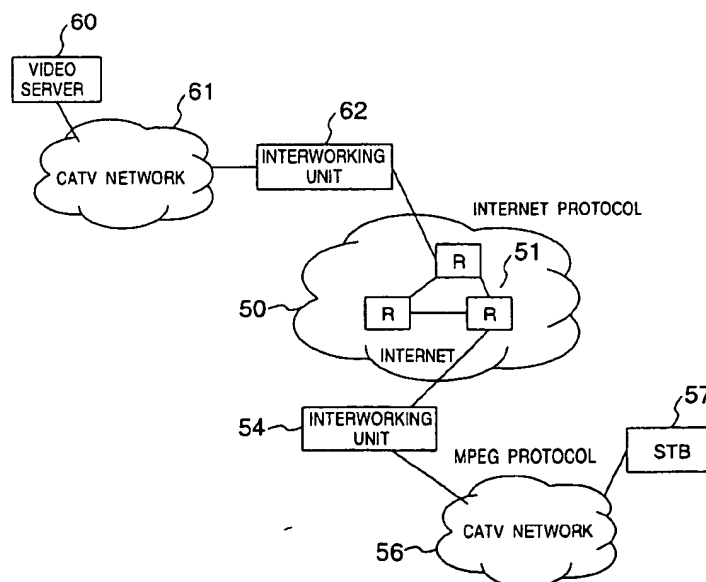 60
VIDEO
SERVER
61
62
CATV NETWORK
INTERWORKING
UNIT
INTERNET PROTOCOL
R
51
50
R
R
INTERNET
54
INTERWORKING
UNIT
57
STB
MPEG PROTOCOL
CATV NETWORK
56